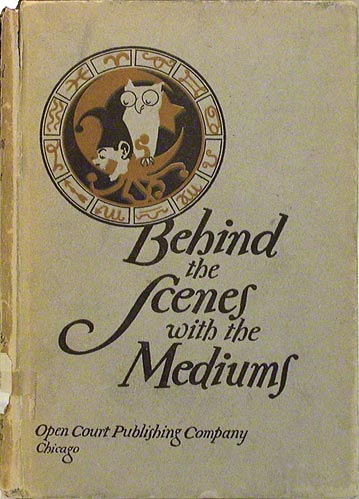 Behind
the
Scenes
with the
Mediums
Open Court Publishing Company
Chicago